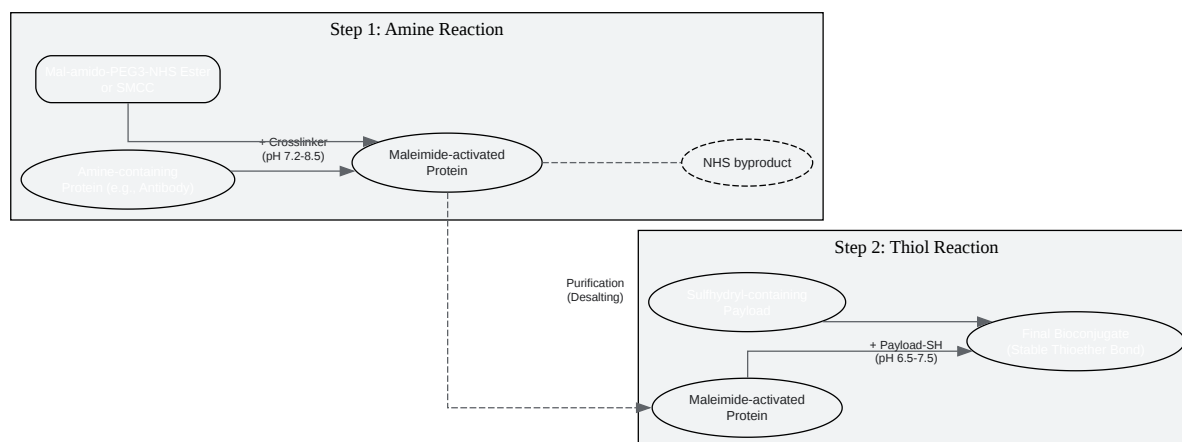 Step 1: Amine Reaction
Mal-amido-PEG3-NHS Ester
or SMCC
+ Crosslinker
(pH 7.2-8.5)
Maleimide-activated
Protein
NHS byproduct
Amine-containing
Protein (e.g., Antibody)
Step 2: Thiol Reaction
Purification
(Desalting)
Sulfhydryl-containing
Payload
Final Bioconjugate
(Stable Thioether Bond)
+ Payload-SH
(pH 6.5-7.5)
Maleimide-activated
Protein